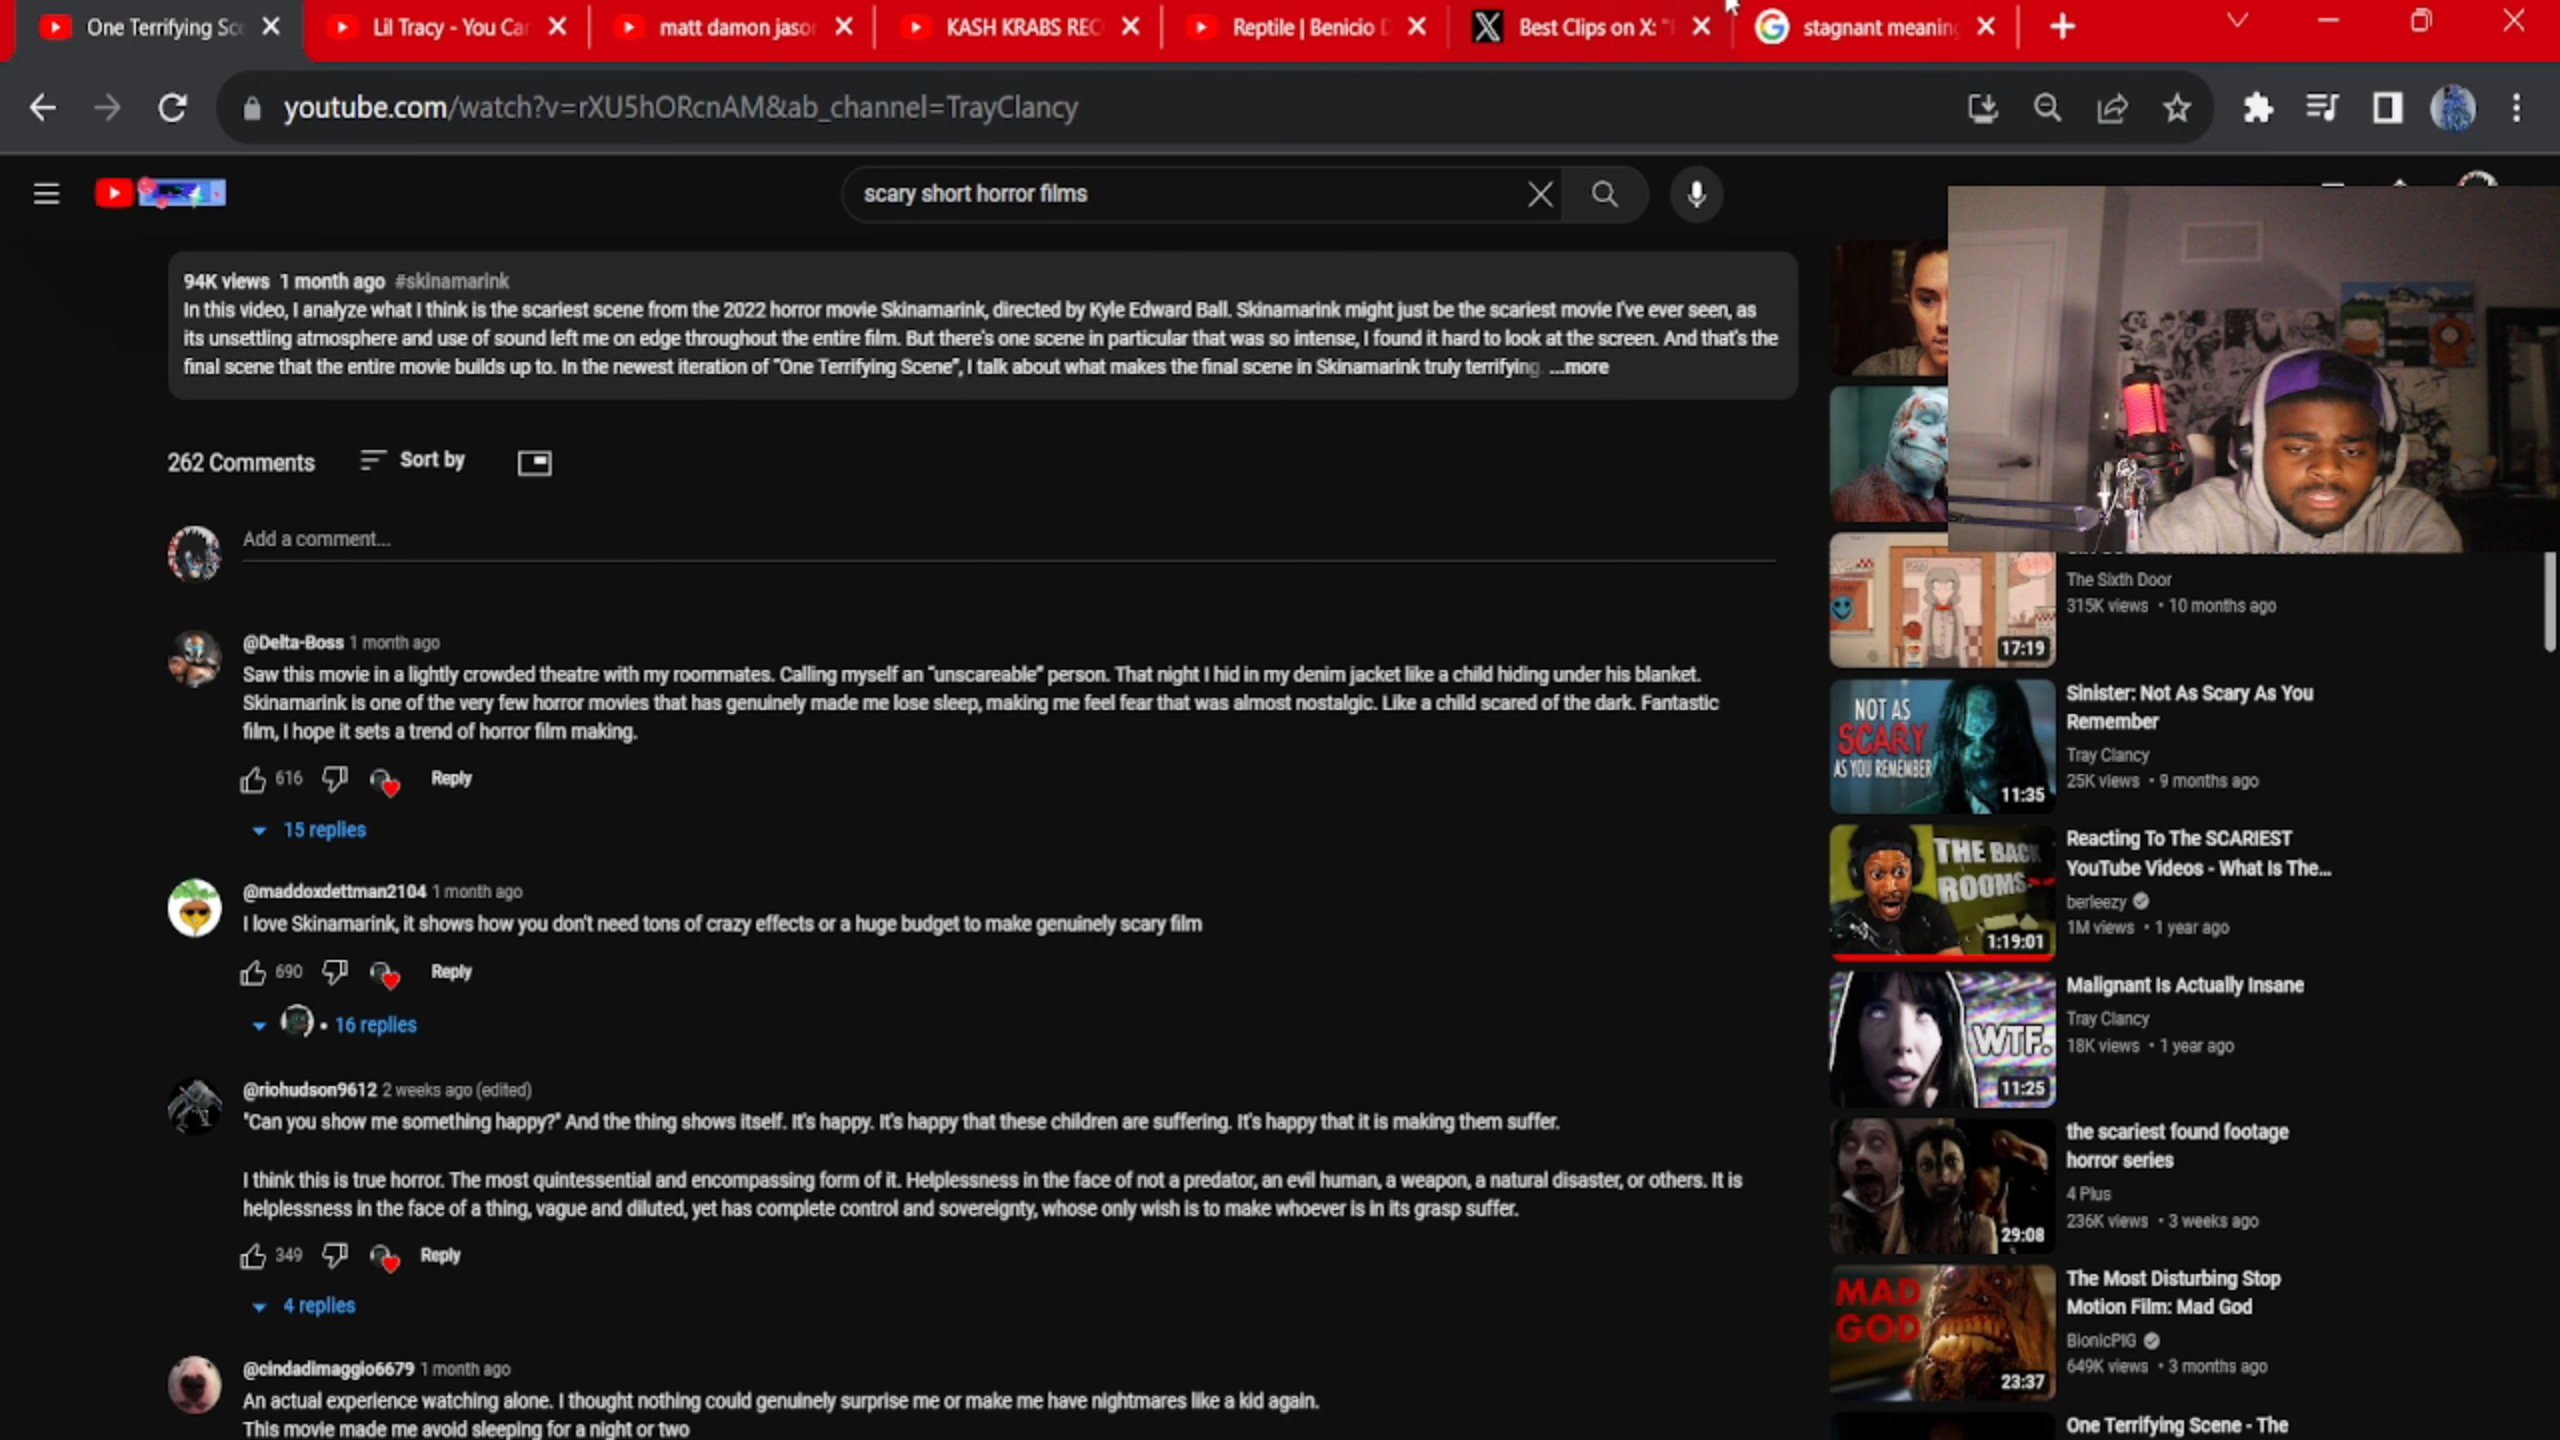 One Terrifying Sc
Lil Tracy - You Ca
matt damon jaso
KASH KRABS REC
Reptile | Benicio D
Best Clips on X: "
stagnant meanin
youtube.com/watch?v=rXU5hORcnAM&ab_channel=TrayClancy
scary short horror films
94K views 1 month ago #skinamarink
In this video, I analyze what I think is the scariest scene from the 2022 horror movie Skinamarink, directed by Kyle Edward Ball. Skinamarink might just be the scariest movie I've ever seen, as
its unsettling atmosphere and use of sound left me on edge throughout the entire film. But there's one scene in particular that was so intense, I found it hard to look at the screen. And that's the
final scene that the entire movie builds up to. In the newest iteration of "One Terrifying Scene", I talk about what makes the final scene in Skinamarink truly terrifying. ...more
262 Comments
Sort by
Add a comment...
@Delta-Boss 1 month ago
Saw this movie in a lightly crowded theatre with my roommates. Calling myself an "unscareable" person. That night I hid in my denim jacket like a child hiding under his blanket.
Skinamarink is one of the very few horror movies that has genuinely made me lose sleep, making me feel fear that was almost nostalgic. Like a child scared of the dark. Fantastic
film, I hope it sets a trend of horror film making.
616
Reply
15 replies
@maddoxdettman2104 1 month ago
I love Skinamarink, it shows how you don't need tons of crazy effects or a huge budget to make genuinely scary film
690
Reply
• 16 replies
@riohudson9612 2 weeks ago (edited)
"Can you show me something happy?" And the thing shows itself. It's happy. It's happy that these children are suffering. It's happy that it is making them suffer.
I think this is true horror. The most quintessential and encompassing form of it. Helplessness in the face of not a predator, an evil human, a weapon, a natural disaster, or others. It is
helplessness in the face of a thing, vague and diluted, yet has complete control and sovereignty, whose only wish is to make whoever is in its grasp suffer.
349
Reply
4 replies
@cindadimaggio6679 1 month ago
An actual experience watching alone. I thought nothing could genuinely surprise me or make me have nightmares like a kid again.
This movie made me avoid sleeping for a night or two
The Sixth Door
315K views • 10 months ago
17:19
NOT AS
SCARY
AS YOU REMEMBER
11:35
Sinister: Not As Scary As You
Remember
Tray Clancy
25K views • 9 months ago
THE BACK
ROOMS
1:19:01
Reacting To The SCARIEST
YouTube Videos - What Is The...
berleezy
1M views • 1 year ago
WTF.
11:25
Malignant Is Actually Insane
Tray Clancy
18K views • 1 year ago
29:08
the scariest found footage
horror series
4 Plus
236K views • 3 weeks ago
MAD
GOD
23:37
The Most Disturbing Stop
Motion Film: Mad God
BionicPIG
649K views • 3 months ago
One Terrifying Scene - The